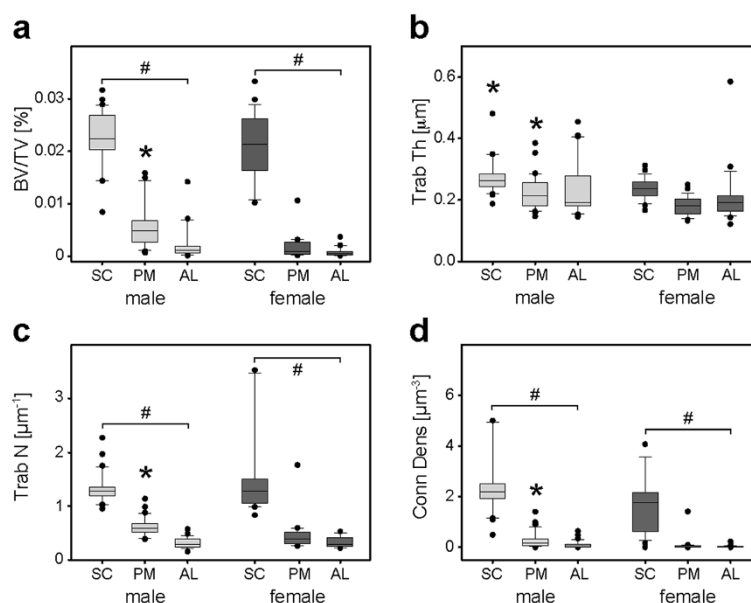 a
#
#
0.03
0.02
0.01
0
BV/TV [%]
*
SC PM AL SC PM AL
male female
b
0.6
0.4
0.2
0.0
Trab Th [μm]
* *
SC PM AL SC PM AL
male female
c
#
#
3
2
1
0
Trab N [μm⁻¹]
*
SC PM AL SC PM AL
male female
d
#
#
8
6
4
2
0
Conn Dens [μm⁻³]
*
SC PM AL SC PM AL
male female